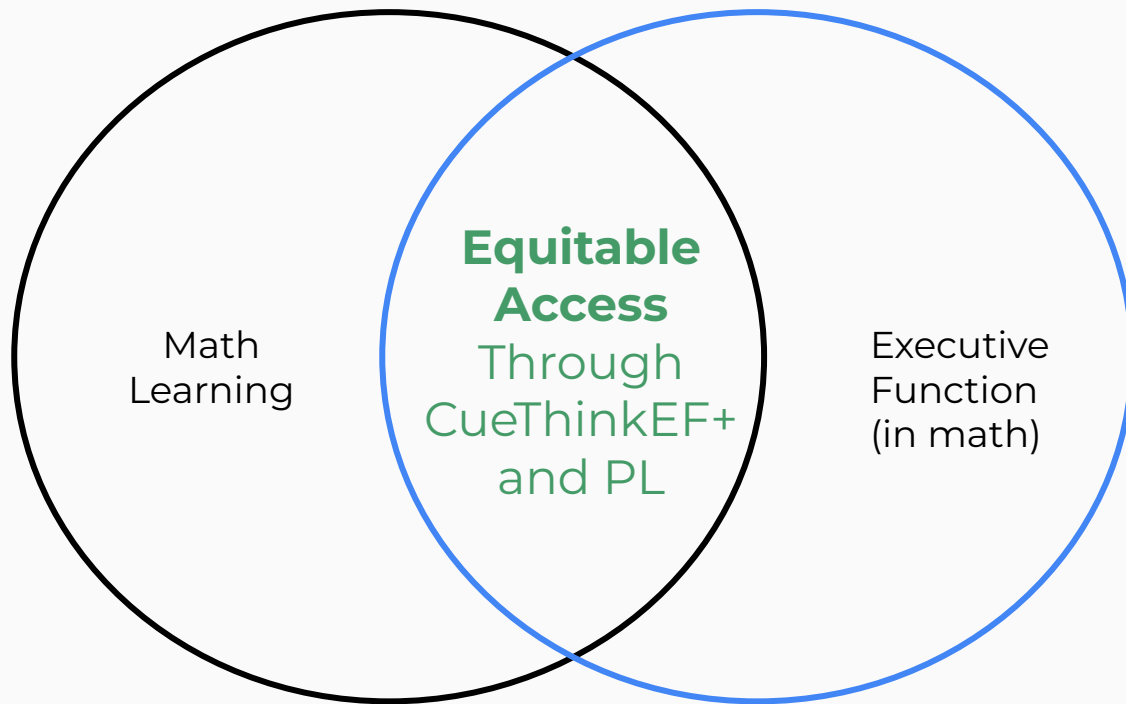 Math
Learning
Equitable
Access
Through
CueThinkEF+
and PL
Executive
Function
(in math)